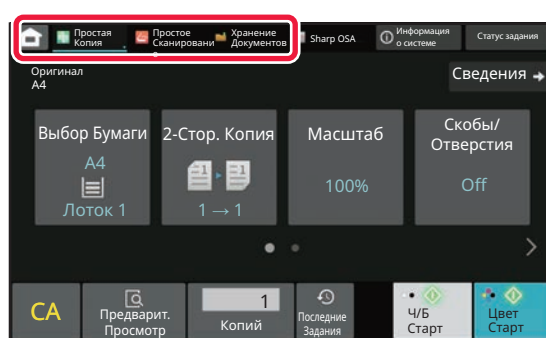 Простая
Копия
Простое
Сканировани
Хранение
Документов
Sharp OSA
Информация
о системе
Статус задания
Оригинал
A4
Сведения
Выбор Бумаги
A4
Лоток 1
2-Стор. Копия
1 → 1
Масштаб
100%
Скобы/
Отверстия
Off
CA
Предварит.
Просмотр
1
Копий
Последние
Задания
Ч/Б
Старт
Цвет
Старт